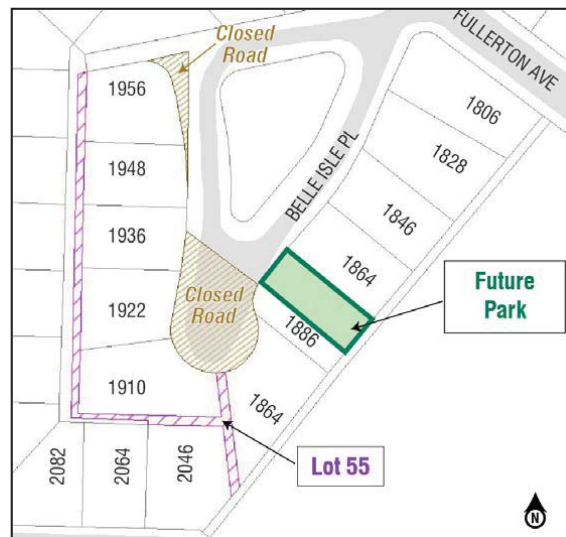 Closed
Road
FULLERTON AVE
1956
1806
1948
1828
BELLE ISLE PL
1846
1936
1864
Future
Park
Closed
Road
1922
1886
1910
1864
2082
2064
2046
Lot 55
N